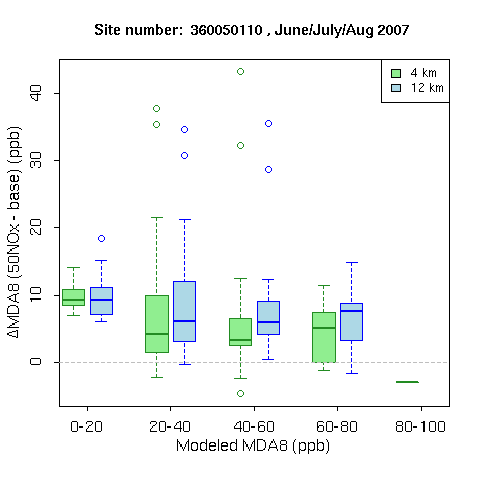 Site number: 360050110 , June/July/Aug 2007
4 km
12 km
ΔMDA8 (50NOx - base) (ppb)
40
30
20
10
0
0-20 20-40 40-60 60-80 80-100
Modeled MDA8 (ppb)